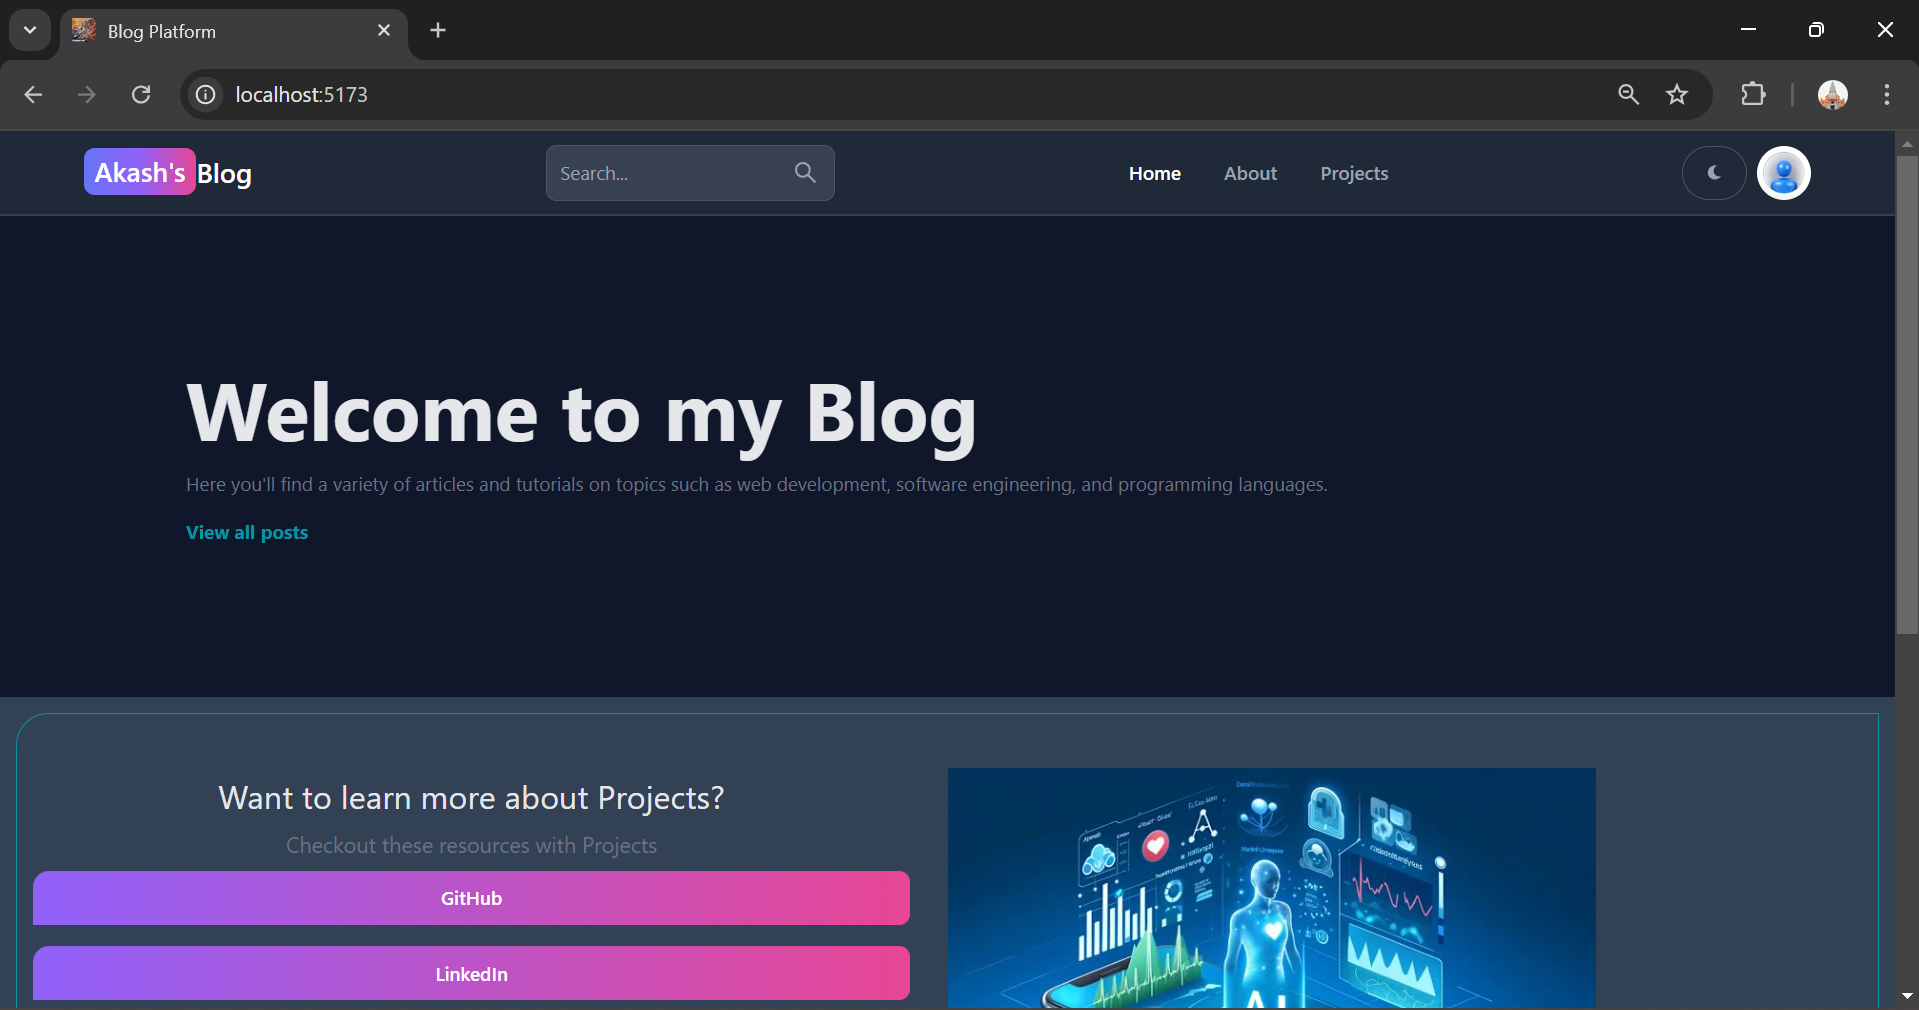 Blog Platform
localhost:5173
Akash's Blog
Search...
Home
About
Projects
Welcome to my Blog
Here you'll find a variety of articles and tutorials on topics such as web development, software engineering, and programming languages.
View all posts
Want to learn more about Projects?
Checkout these resources with Projects
GitHub
LinkedIn
AI